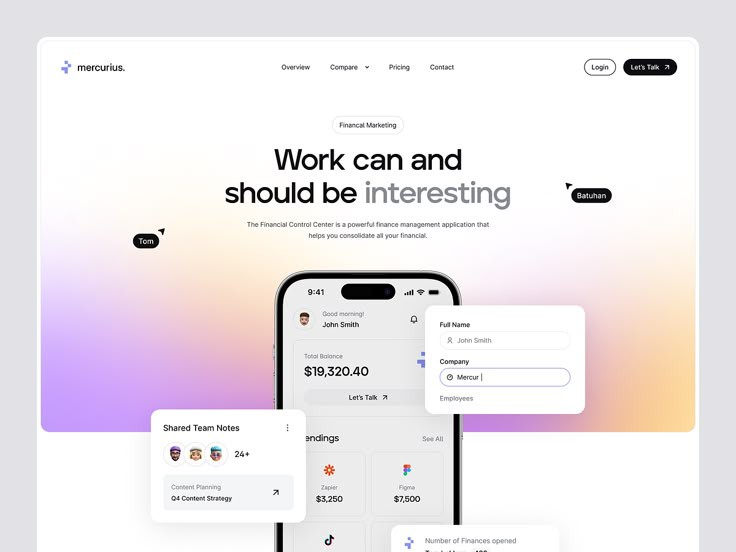 mercurius.
Overview
Compare
Pricing
Contact
Login
Let's Talk
Financal Marketing
Work can and
should be interesting
Batuhan
Tom
The Financial Control Center is a powerful finance management application that
helps you consolidate all your financial.
9:41
Good morning!
John Smith
Total Balance
$19,320.40
Let's Talk
Full Name
John Smith
Company
Mercur
Employees
Shared Team Notes
24+
Content Planning
Q4 Content Strategy
endings
See All
Zapier
$3,250
Figma
$7,500
Number of Finances opened